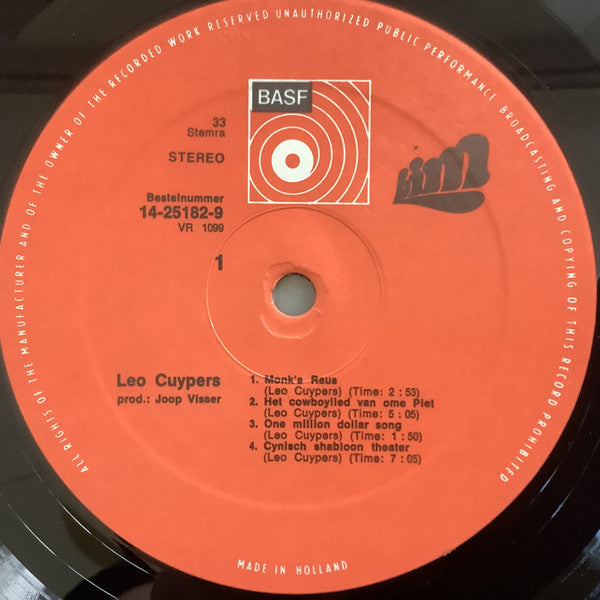 ALL RIGHTS OF THE MANUFACTURER AND OF THE OWNER OF THE RECORDED WORK RESERVED UNAUTHORIZED PUBLIC PERFORMANCE BROADCASTING AND COPYING OF THIS RECORD PROHIBITED
BASF
bim
33
Stemra
STEREO
Bestelnummer
14-25182-9
VR 1099
1
Leo Cuypers
prod.: Joop Visser
1. Monk's Reus
(Leo Cuypers) (Time: 2 : 53)
2. Het cowboylied van ome Piet
(Leo Cuypers) (Time: 5 : 05)
3. One million dollar song
(Leo Cuypers) (Time: 1 : 50)
4. Cynisch shabloon theater
(Leo Cuypers) (Time: 7 : 05)
MADE IN HOLLAND